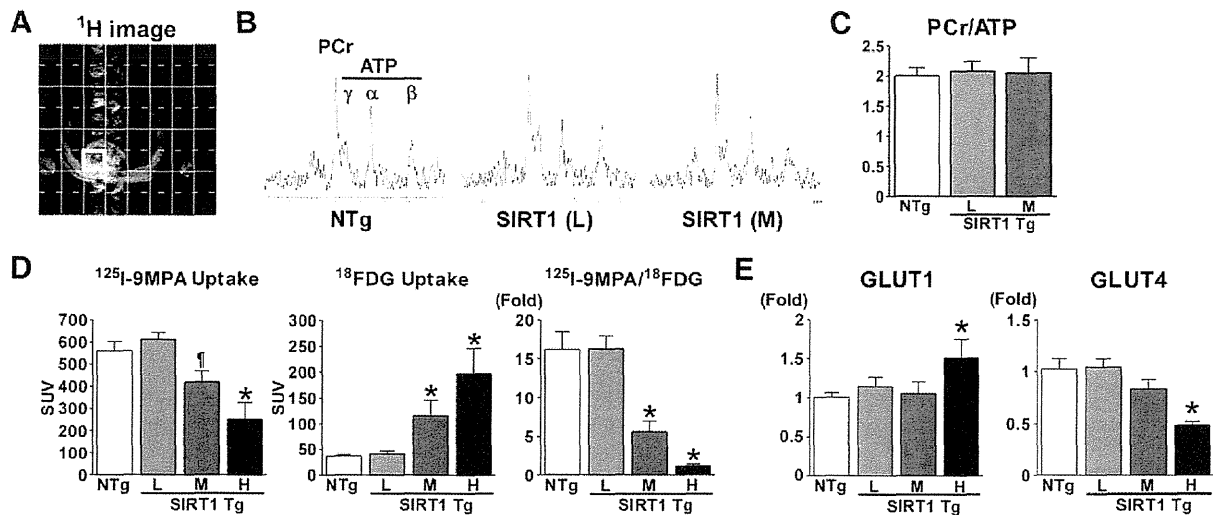 A
¹H image
B
PCr
ATP
γ α β
NTg
SIRT1 (L)
SIRT1 (M)
C
PCr/ATP
2.5
2
1.5
1
0.5
0
NTg L M
SIRT1 Tg
D
¹²⁵I-9MPA Uptake
SUV
700
600
500
400
300
200
100
0
¶
*
NTg L M H
SIRT1 Tg
¹⁸FDG Uptake
SUV
300
250
200
150
100
50
0
*
*
NTg L M H
SIRT1 Tg
¹²⁵I-9MPA/¹⁸FDG
(Fold)
20
15
10
5
0
*
*
NTg L M H
SIRT1 Tg
E
GLUT1
(Fold)
2
1.5
1
0.5
0
*
NTg L M H
SIRT1 Tg
GLUT4
(Fold)
1.5
1
0.5
0
*
NTg L M H
SIRT1 Tg